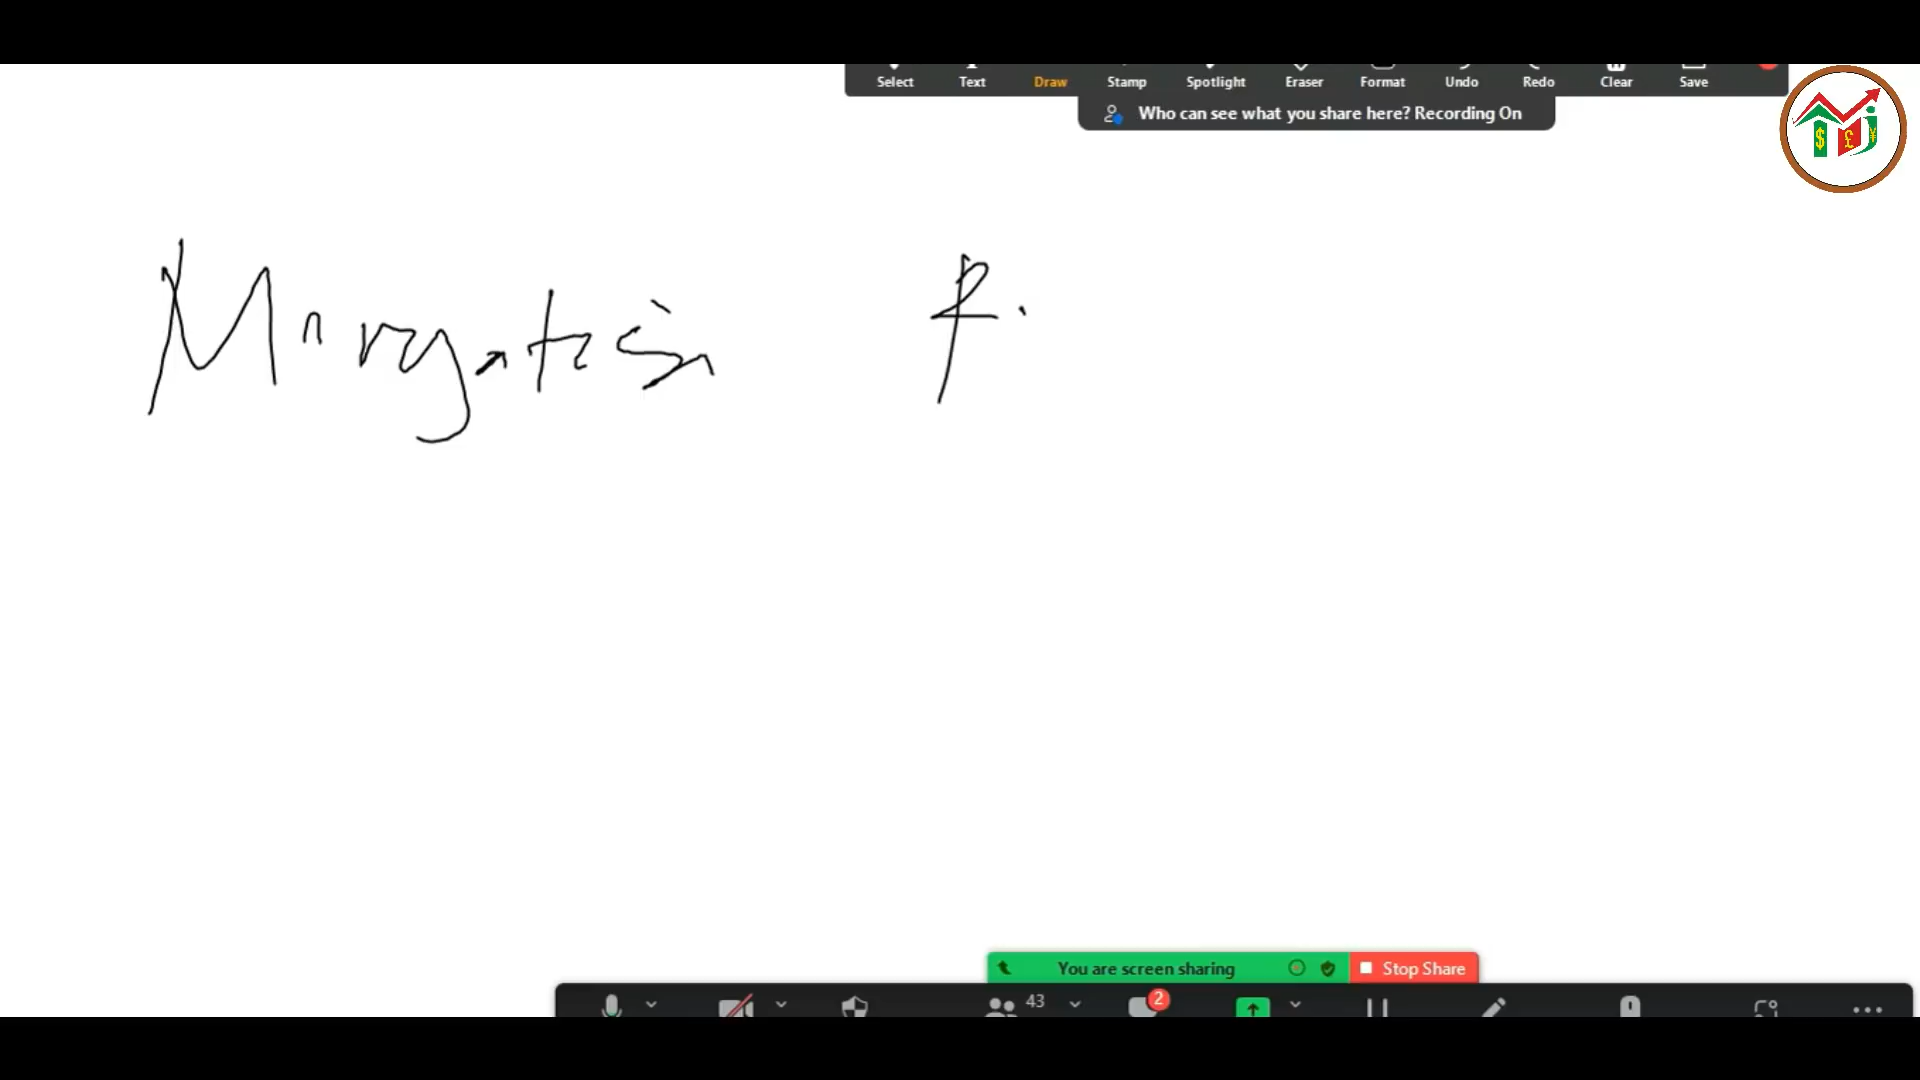 Select Text Draw Stamp Spotlight Eraser Format Undo Redo Clear Save
Who can see what you share here? Recording On
$ £ ¥
You are screen sharing Stop Share
43 2